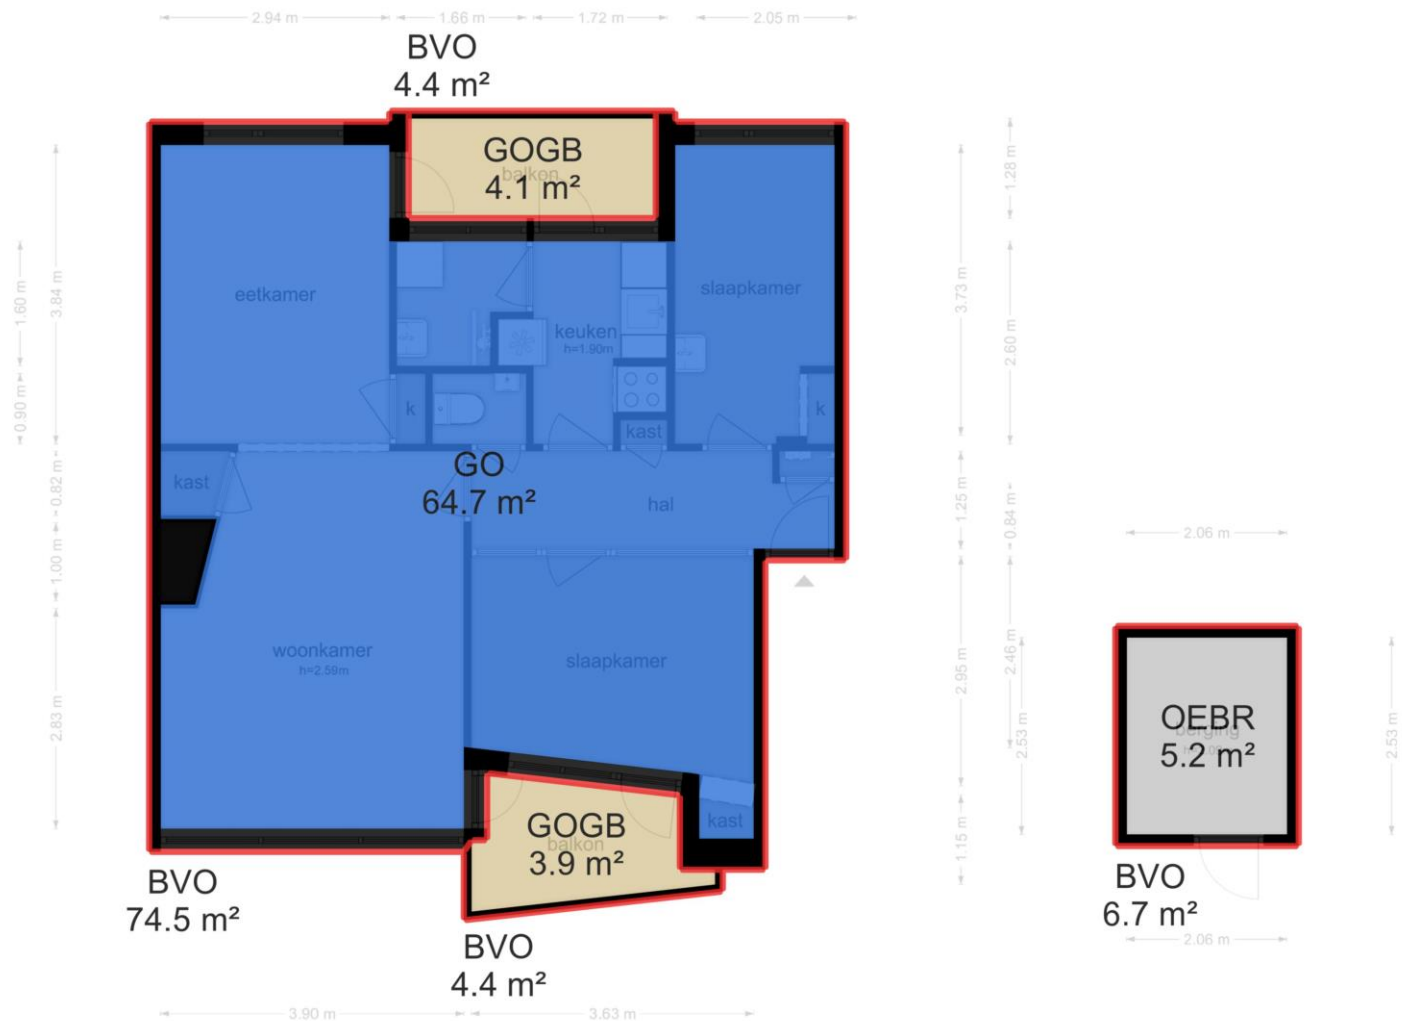 2.94 m
1.66 m
1.72 m
2.05 m
BVO
4.4 m²
GOGB
balkon
4.1 m²
1.28 m
3.84 m
1.60 m
0.90 m
3.73 m
2.60 m
eetkamer
slaapkamer
keuken
h=1.90m
k
k
kast
GO
64.7 m²
kast
hal
0.82 m
1.00 m
1.25 m
0.84 m
2.06 m
woonkamer
h=2.59m
slaapkamer
2.83 m
2.95 m
2.46 m
2.53 m
2.53 m
OEBR
berging
5.2 m²
GOGB
balkon
3.9 m²
kast
1.15 m
BVO
74.5 m²
BVO
6.7 m²
2.06 m
BVO
4.4 m²
3.90 m
3.63 m